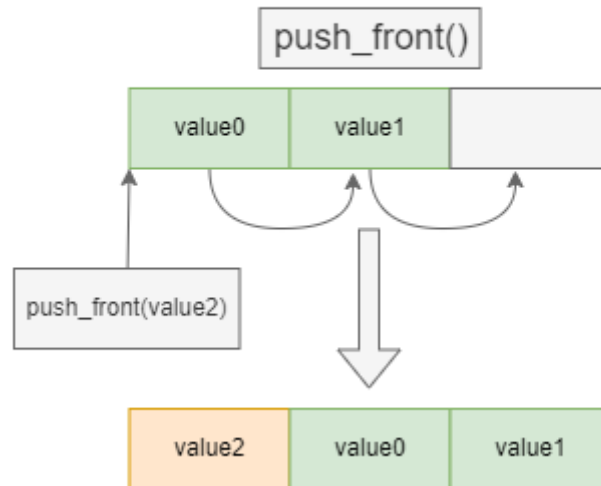 push_front()
value0 value1
push_front(value2)
value2 value0 value1